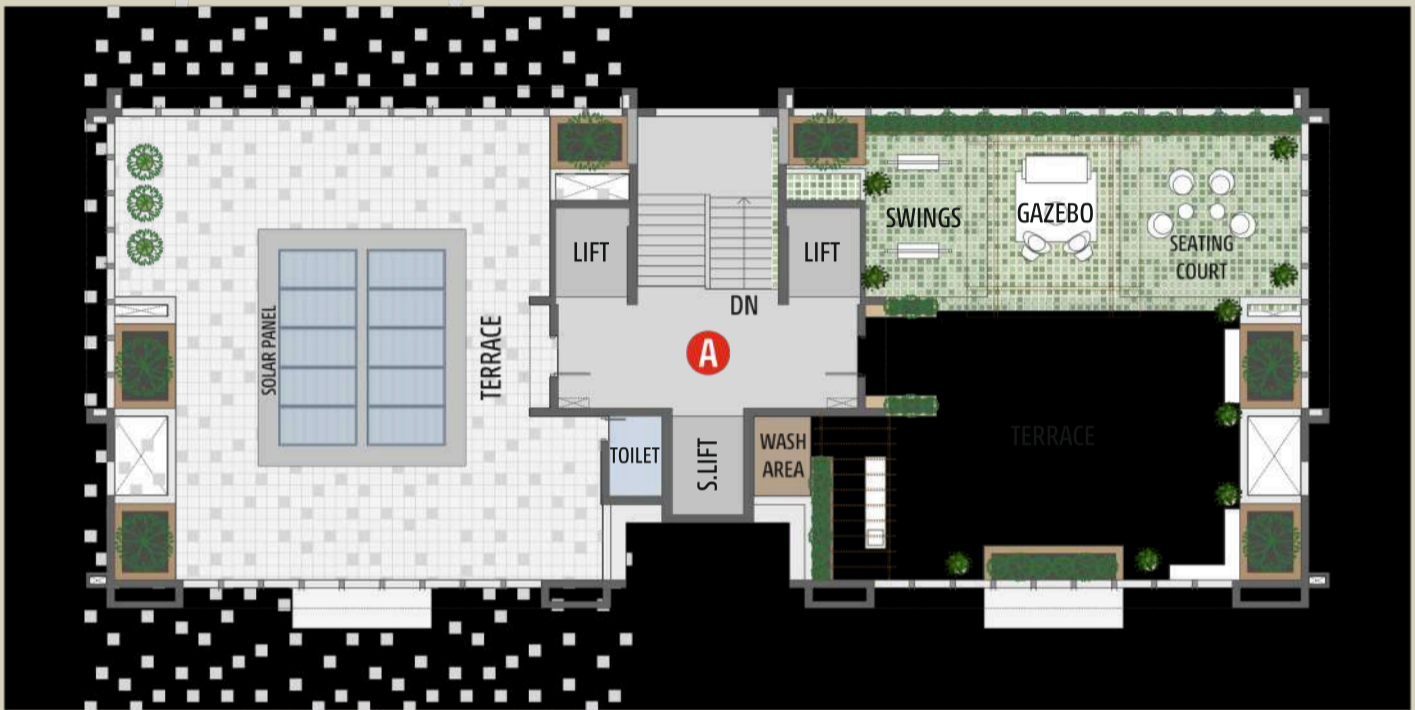 LIFT
LIFT
SWINGS
GAZEBO
SEATING
COURT
DN
SOLAR PANEL
TERRACE
A
TERRACE
TOILET
S.LIFT
WASH
AREA